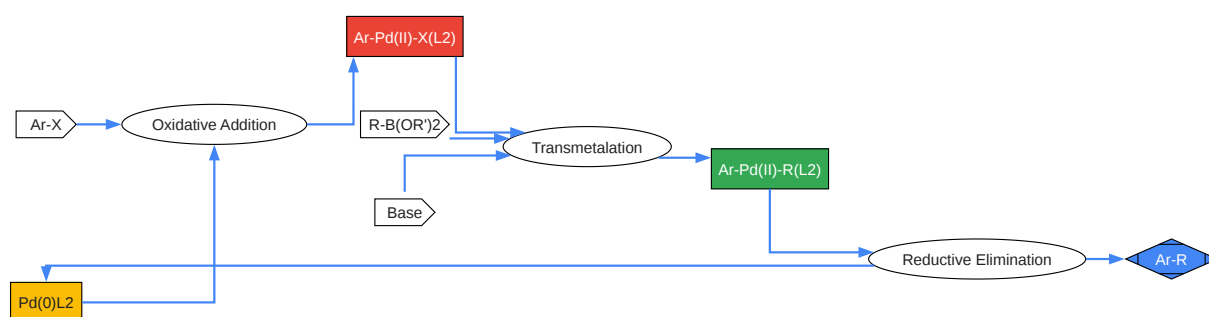 Ar-Pd(II)-X(L2)
Ar-X
Oxidative Addition
R-B(OR')2
Transmetalation
Ar-Pd(II)-R(L2)
Base
Reductive Elimination
Ar-R
Pd(0)L2